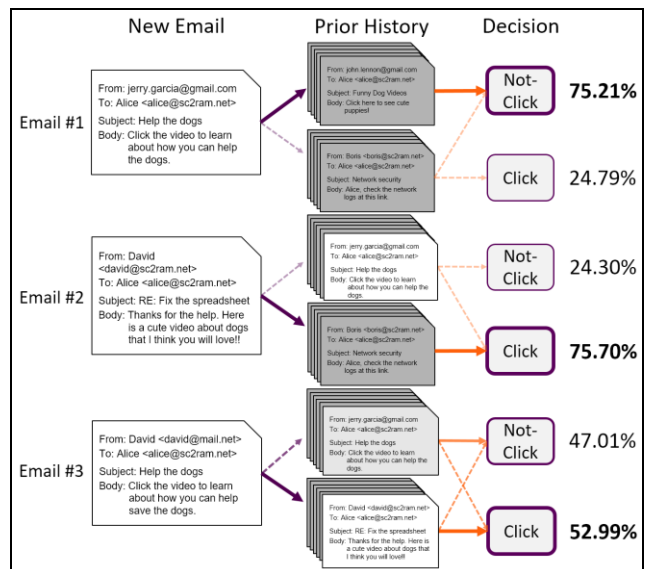 New Email
Prior History
Decision
Email #1
From: jerry.garcia@gmail.com
To: Alice <alice@sc2ram.net>
Subject: Help the dogs
Body: Click the video to learn
about how you can help
the dogs.
From: john.lennon@gmail.com
To: Alice <alice@sc2ram.net>
Subject: Funny Dog Videos
Body: Click here to see cute
puppies!
Not-
Click
75.21%
From: Boris <boris@sc2ram.net>
To: Alice <alice@sc2ram.net>
Subject: Network security
Body: Alice, check the network
logs at this link.
Click
24.79%
Email #2
From: David
<david@sc2ram.net>
To: Alice <alice@sc2ram.net>
Subject: RE: Fix the spreadsheet
Body: Thanks for the help. Here
is a cute video about dogs
that I think you will love!!
From: jerry.garcia@gmail.com
To: Alice <alice@sc2ram.net>
Subject: Help the dogs
Body: Click the video to learn
about how you can help the
dogs.
Not-
Click
24.30%
From: Boris <boris@sc2ram.net>
To: Alice <alice@sc2ram.net>
Subject: Network security
Body: Alice, check the network
logs at this link.
Click
75.70%
Email #3
From: David <david@mail.net>
To: Alice <alice@sc2ram.net>
Subject: Help the dogs
Body: Click the video to learn
about how you can help
save the dogs.
From: jerry.garcia@gmail.com
To: Alice <alice@sc2ram.net>
Subject: Help the dogs
Body: Click the video to learn
about how you can help the
dogs.
Not-
Click
47.01%
From: David <david@sc2ram.net>
To: Alice <alice@sc2ram.net>
Subject: RE: Fix the spreadsheet
Body: Thanks for the help. Here is
a cute video about dogs that
I think you will love!!
Click
52.99%